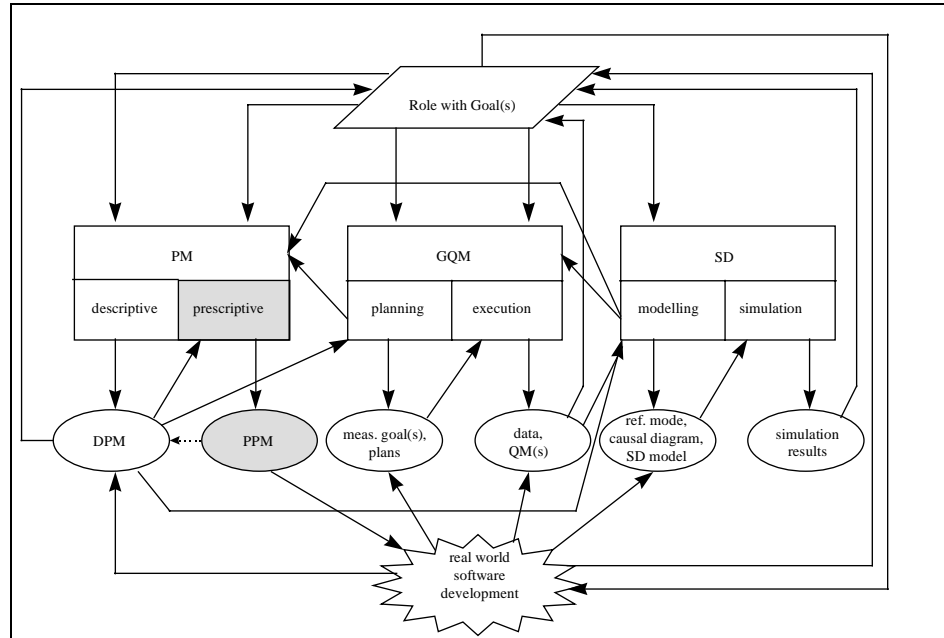 Role with Goal(s)
PM
GQM
SD
descriptive
prescriptive
planning
execution
modelling
simulation
DPM
PPM
meas. goal(s),
plans
data,
QM(s)
ref. mode,
causal diagram,
SD model
simulation
results
real world
software
development